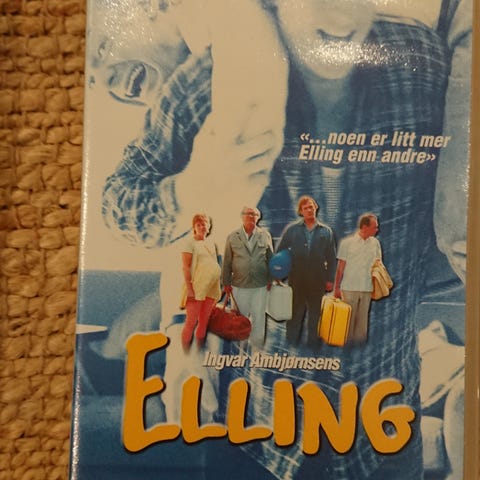 «...noen er litt mer
Elling enn andre»
Ingvar Ambjørnsens
ELLING